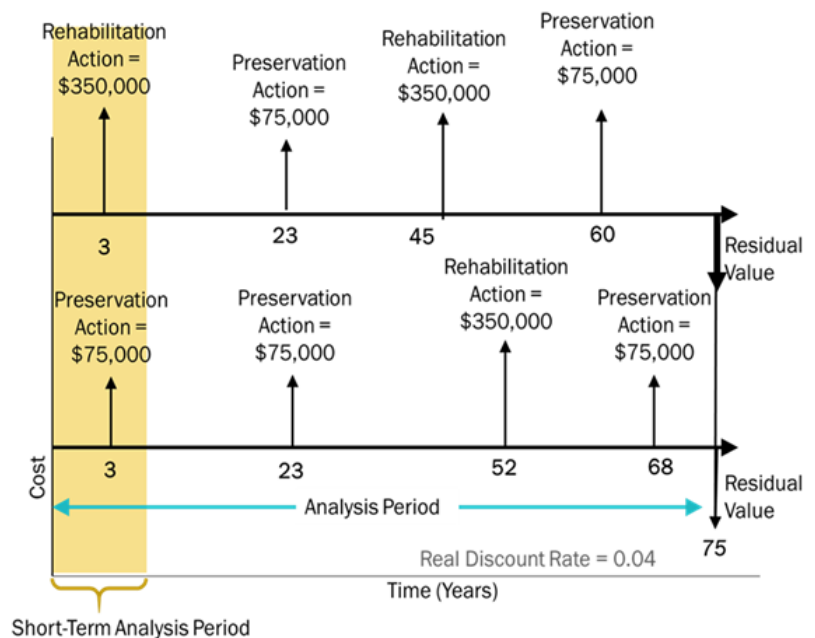 Rehabilitation
Action =
$350,000
Preservation
Action =
$75,000
Rehabilitation
Action =
$350,000
Preservation
Action =
$75,000
3
23
45
60
Residual
Value
Preservation
Action =
$75,000
Preservation
Action =
$75,000
Rehabilitation
Action =
$350,000
Preservation
Action =
$75,000
3
23
52
68
Residual
Value
Cost
Analysis Period
75
Real Discount Rate = 0.04
Time (Years)
Short-Term Analysis Period